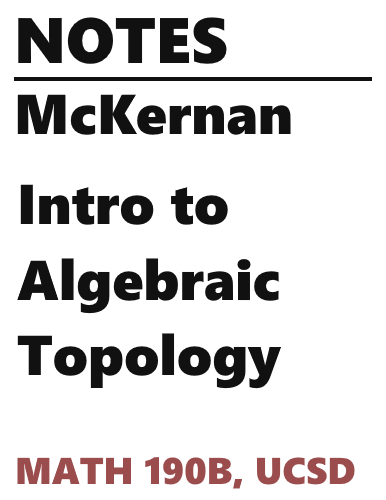 NOTES
McKernan
Intro to
Algebraic
Topology
MATH 190B, UCSD